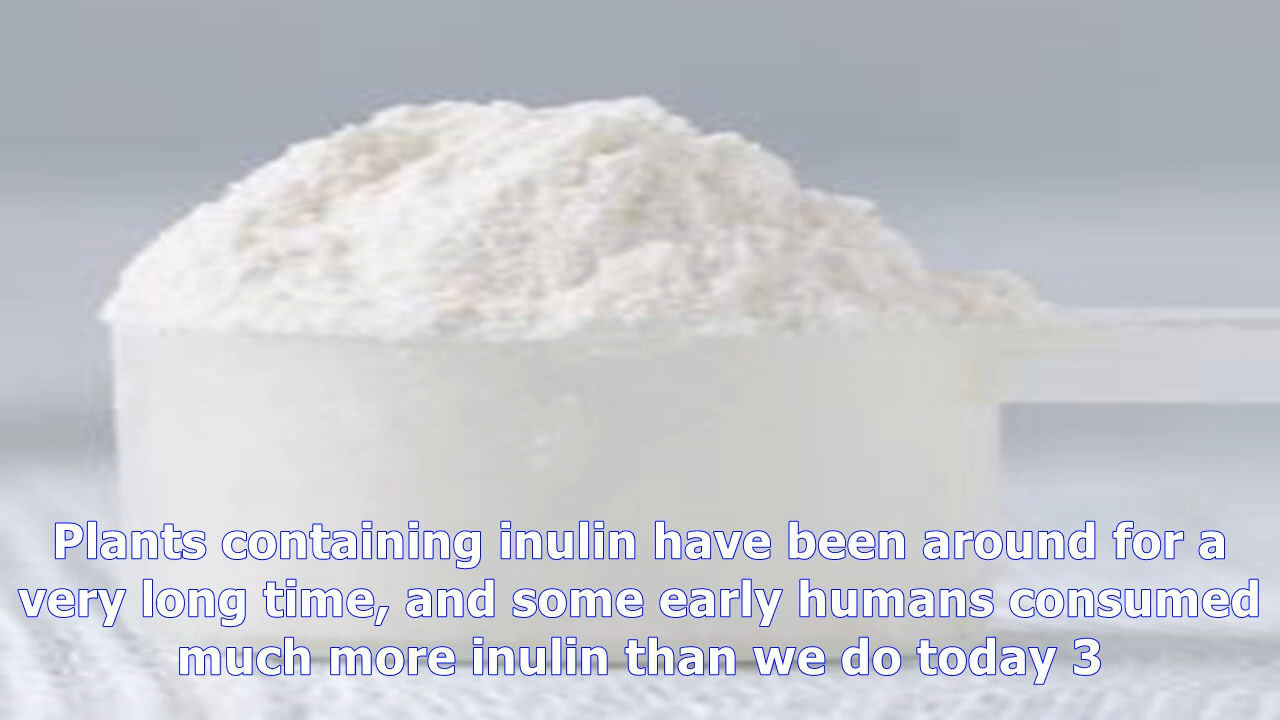 Plants containing inulin have been around for a
very long time, and some early humans consumed
much more inulin than we do today 3